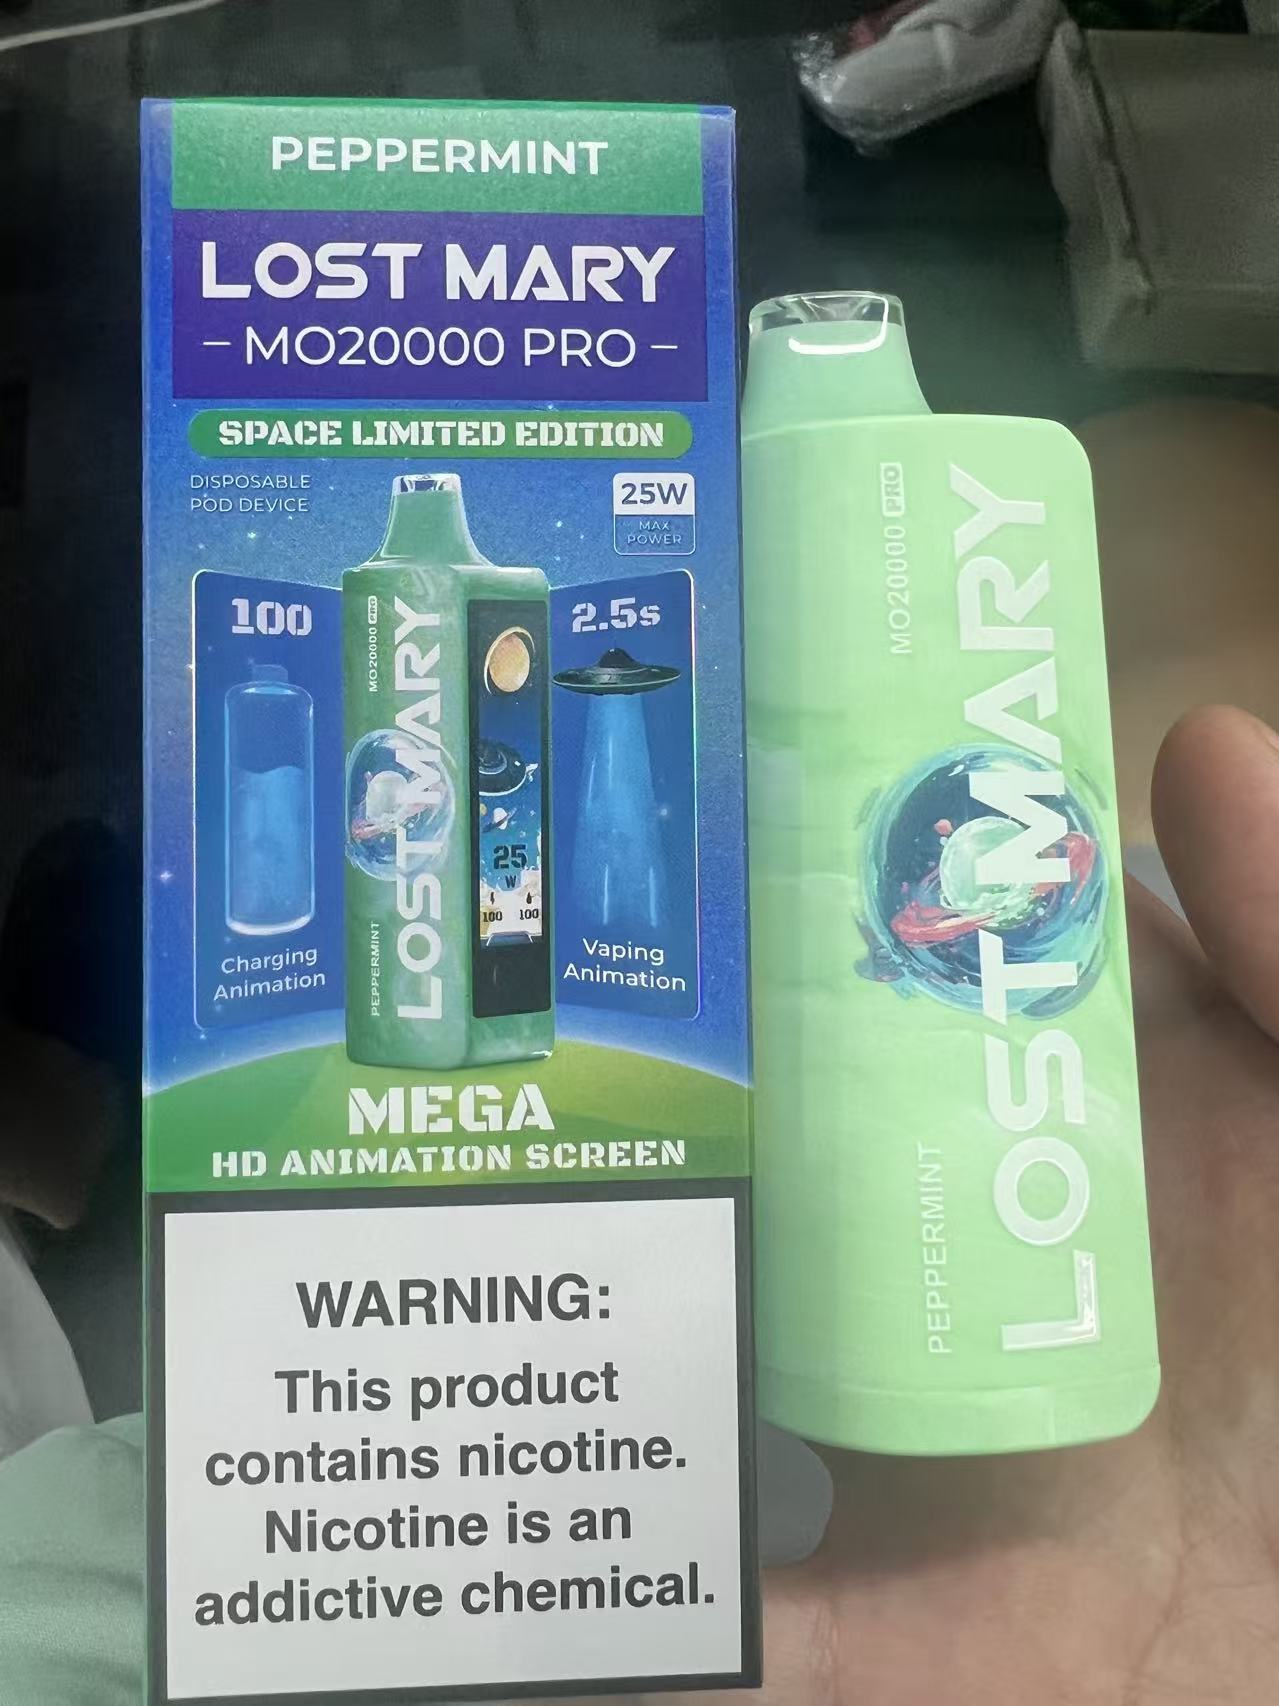 PEPPERMINT
LOST MARY
– MO20000 PRO –
SPACE LIMITED EDITION
DISPOSABLE
POD DEVICE
25W
MAX
POWER
100
2.5s
Charging
Animation
PEPPERMINT
LOST MARY
MO20000 PRO
25
W
100 100
Vaping
Animation
MEGA
HD ANIMATION SCREEN
WARNING:
This product
contains nicotine.
Nicotine is an
addictive chemical.
PEPPERMINT
MO20000 PRO
LOST MARY